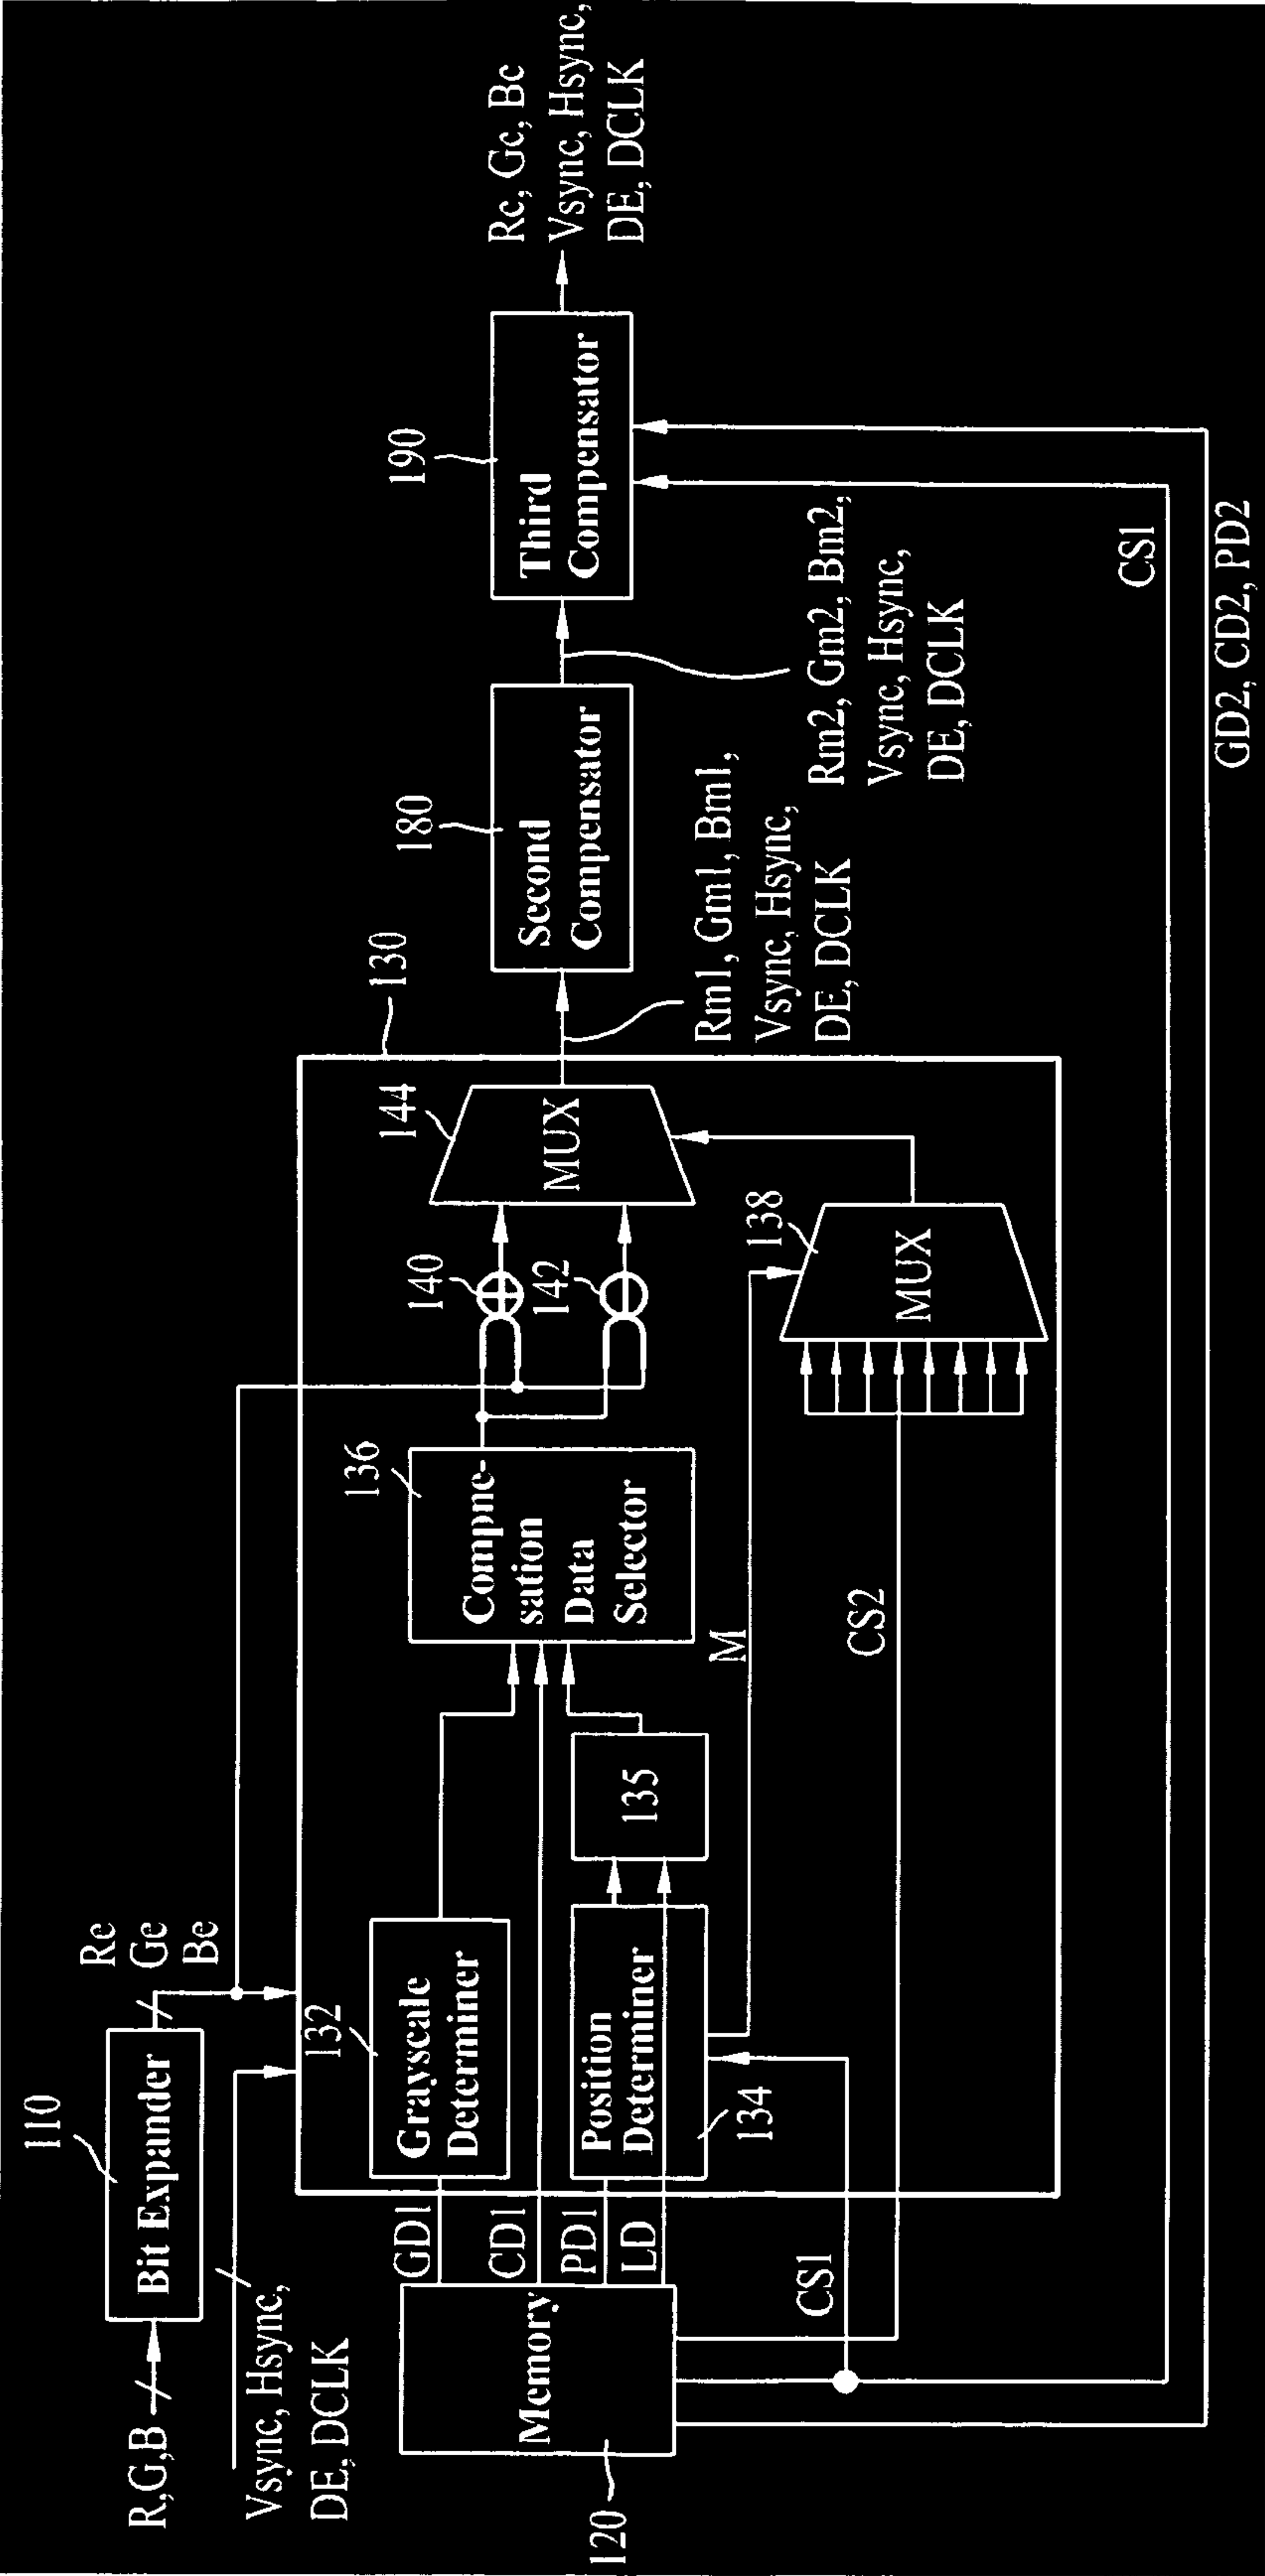 110
Bit Expander
R,G,B
Re
Ge
Be
Vsync, Hsync,
DE, DCLK
130
132
Grayscale
Determiner
Position
Determiner
134
135
136
Compne-
sation
Data
Selector
140
142
144
MUX
138
MUX
M
CS2
GD1
CD1
PD1
LD
Memory
120
CS1
180
Second
Compensator
Rm1, Gm1, Bm1,
Vsync, Hsync,
DE, DCLK
190
Third
Compensator
Rm2, Gm2, Bm2,
Vsync, Hsync,
DE, DCLK
Rc, Gc, Bc
Vsync, Hsync,
DE, DCLK
CS1
GD2, CD2, PD2